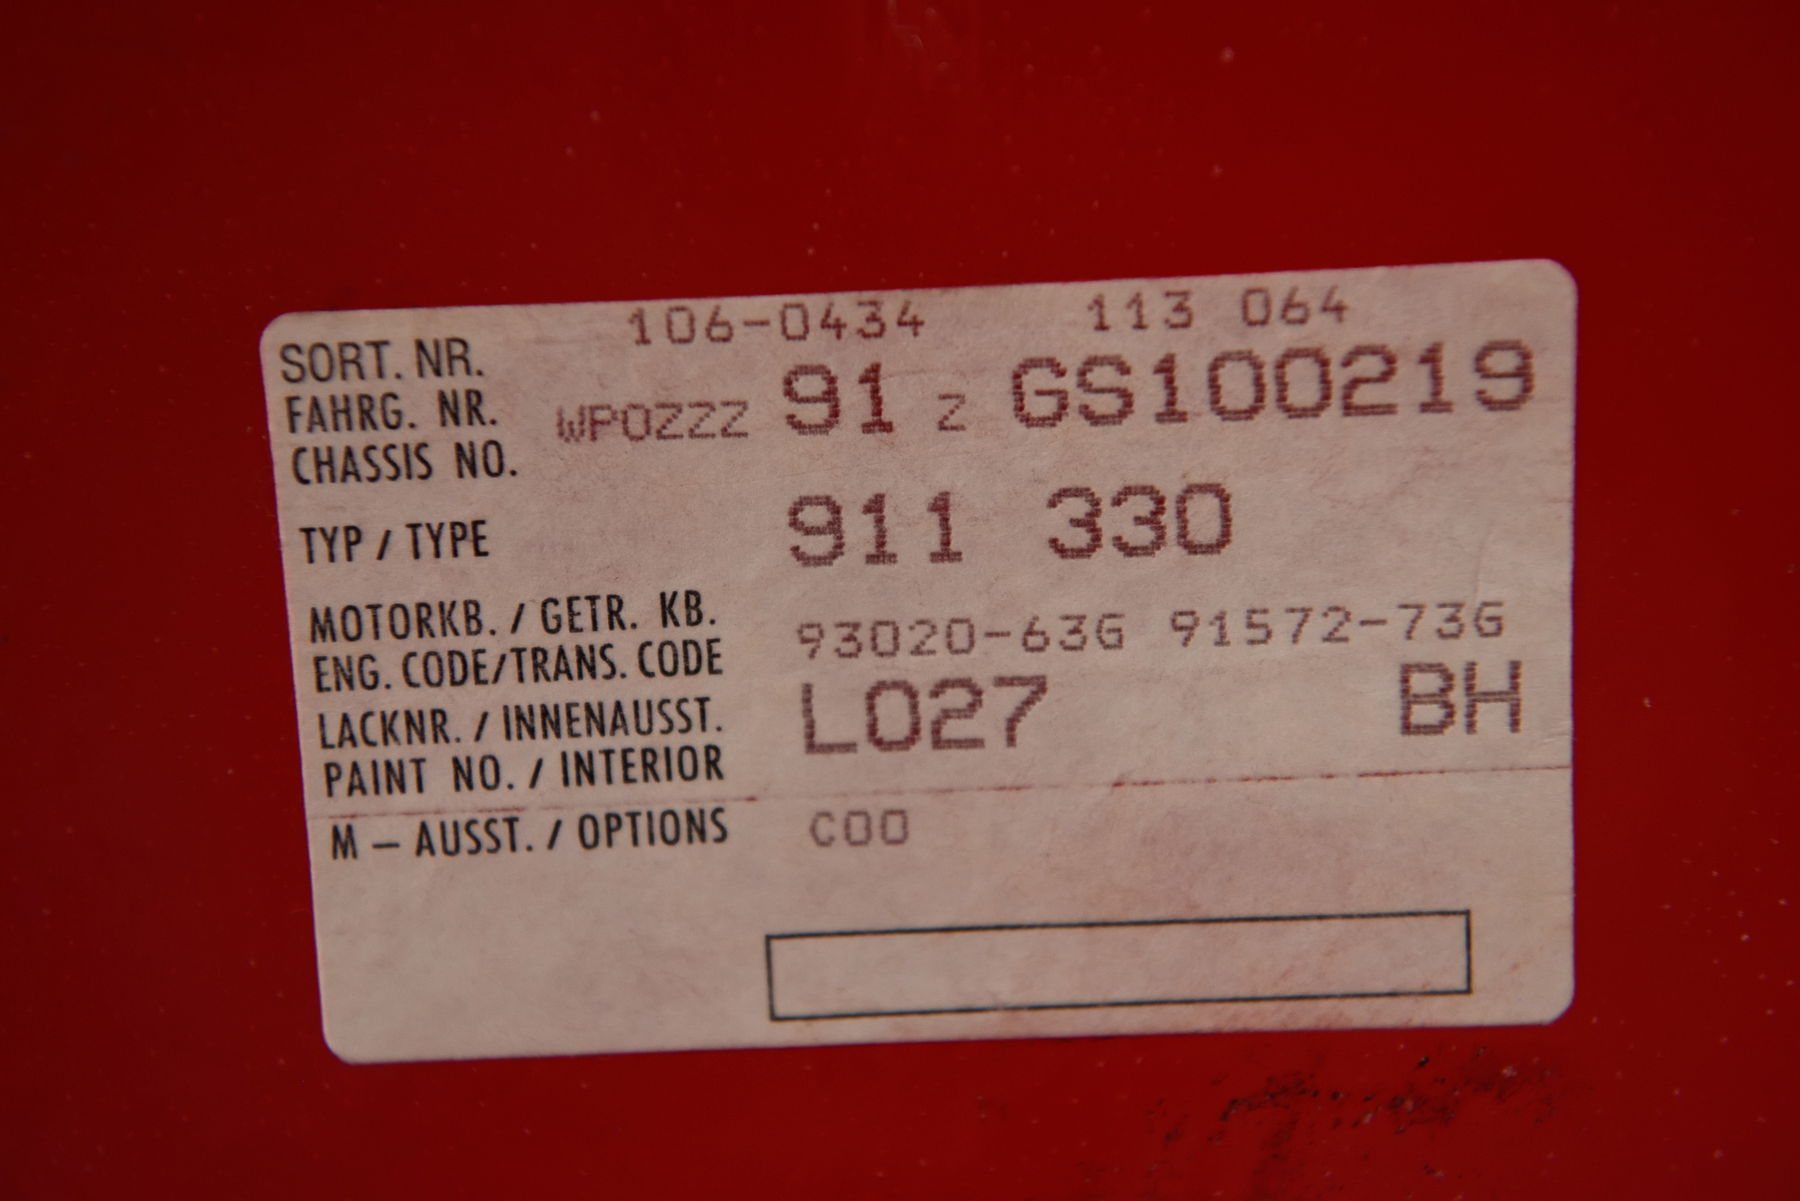 106-0434 113 064
SORT. NR.
FAHRG. NR. WP0ZZZ 91 Z GS100219
CHASSIS NO.
TYP / TYPE 911 330
MOTORKB. / GETR. KB.
ENG. CODE/TRANS. CODE 93020-63G 91572-73G
LACKNR. / INNENAUSST. L027 BH
PAINT NO. / INTERIOR
M – AUSST. / OPTIONS C00